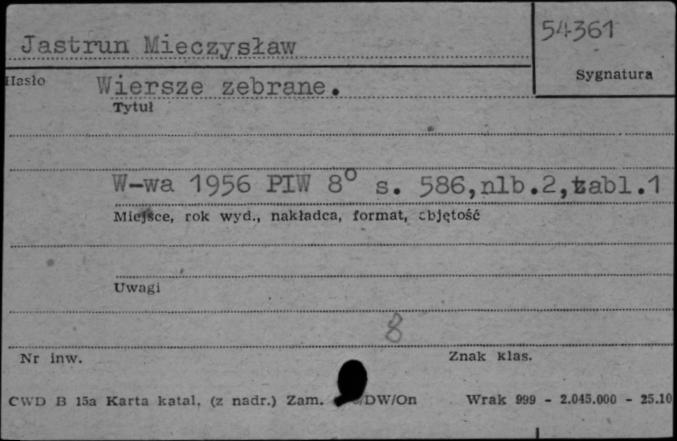 Jastrun Mieczysław
54361
Hasło
Sygnatura
Wiersze zebrane.
Tytuł
W-wa 1956 PIW 8° s. 586,nlb.2,tabl.1
Miejsce, rok wyd., nakładca, format, objętość
Uwagi
8
Nr inw.
Znak klas.
CWD B 15a Karta katal. (z nadr.) Zam. /DW/On Wrak 999 - 2.045.000 - 25.10